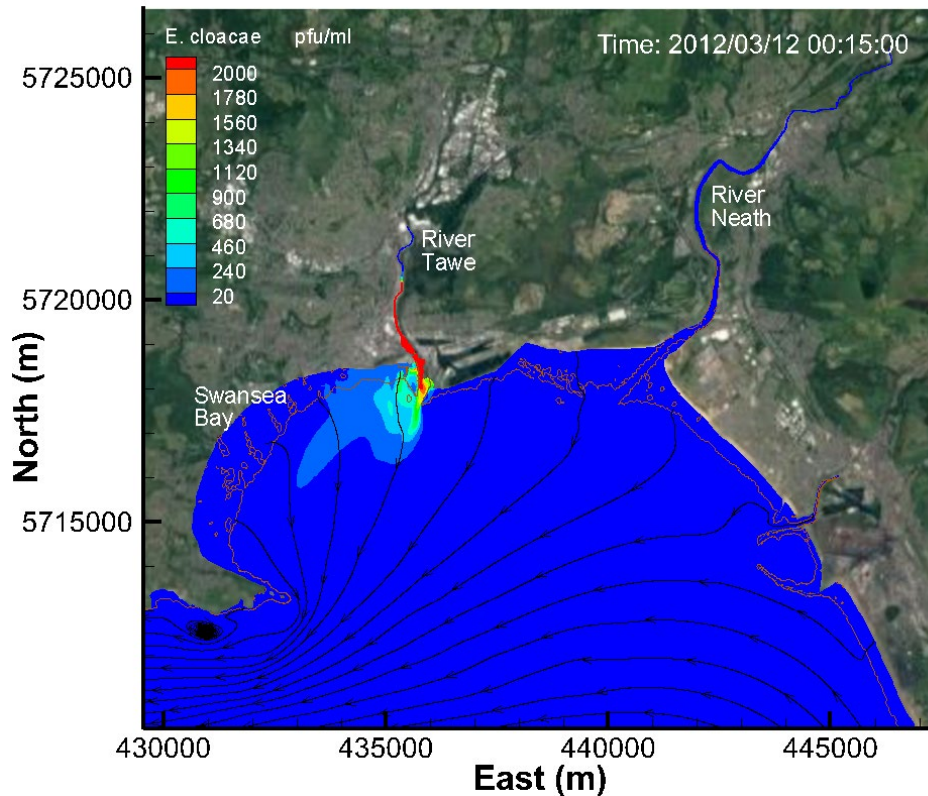 E. cloacae pfu/ml
Time: 2012/03/12 00:15:00
2000
1780
1560
1340
1120
900
680
460
240
20
5725000
5720000
5715000
North (m)
River
Neath
River
Tawe
Swansea
Bay
430000 435000 440000 445000
East (m)